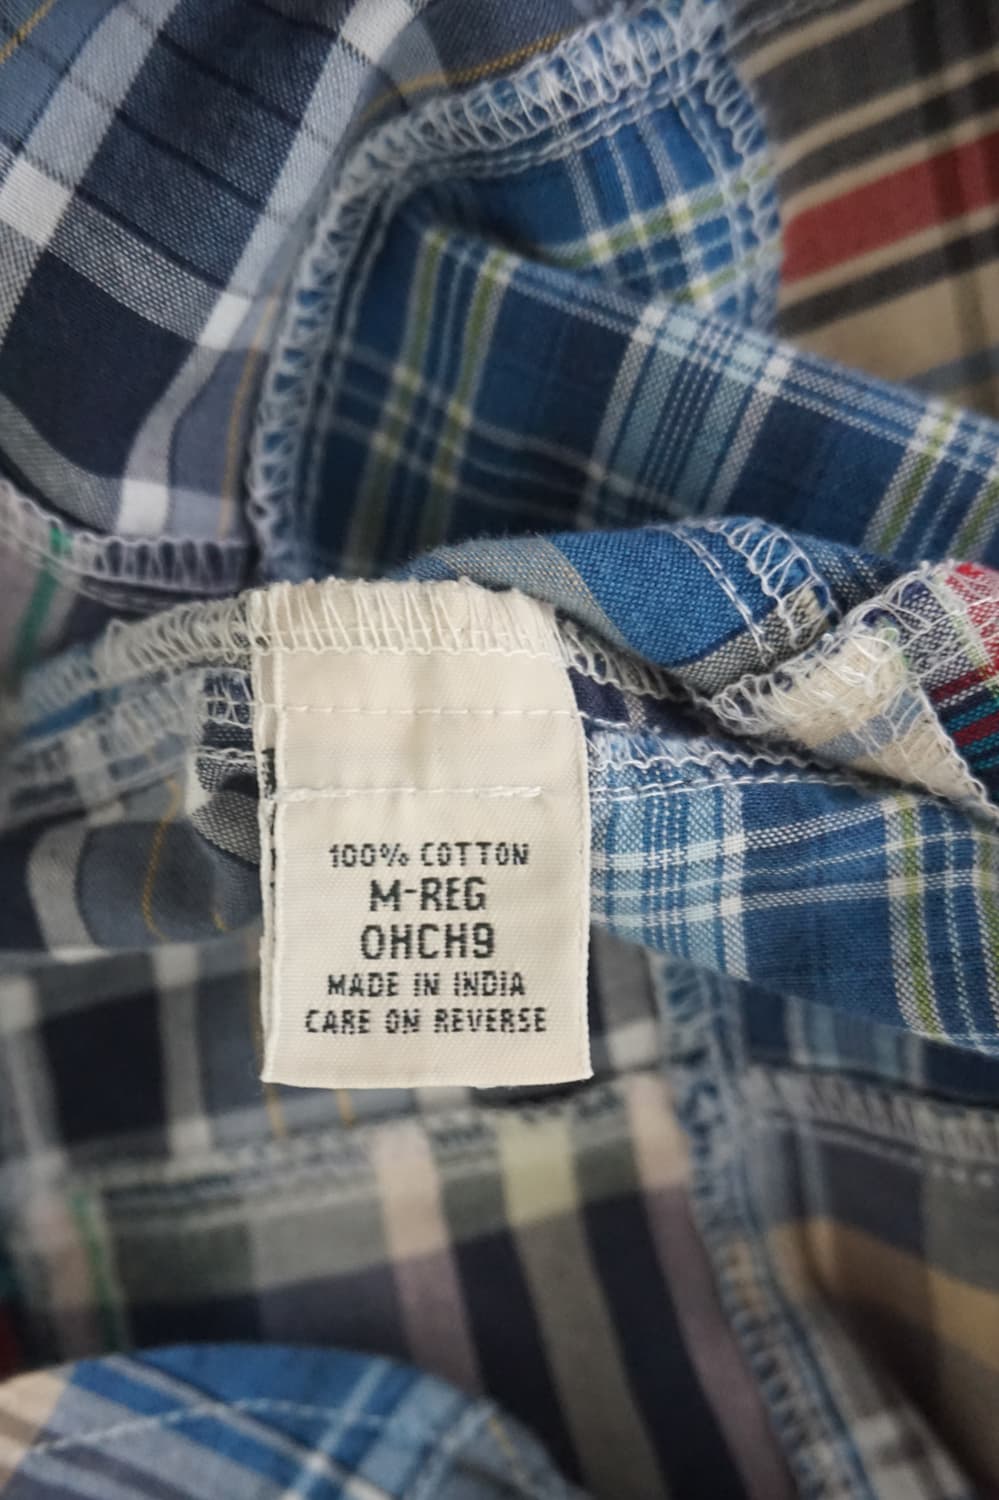 100% COTTON
M-REG
OHCH9
MADE IN INDIA
CARE ON REVERSE